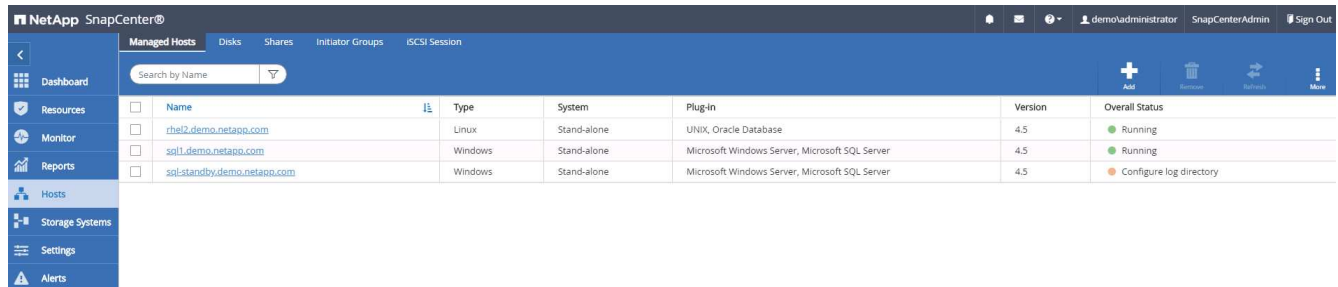 NetApp SnapCenter® demo\administrator SnapCenterAdmin Sign Out
Managed Hosts Disks Shares Initiator Groups iSCSI Session
Search by Name
Add Remove Refresh More
Dashboard
Resources
Monitor
Reports
Hosts
Storage Systems
Settings
Alerts
Name Type System Plug-in Version Overall Status
rhel2.demo.netapp.com Linux Stand-alone UNIX, Oracle Database 4.5 Running
sql1.demo.netapp.com Windows Stand-alone Microsoft Windows Server, Microsoft SQL Server 4.5 Running
sql-standby.demo.netapp.com Windows Stand-alone Microsoft Windows Server, Microsoft SQL Server 4.5 Configure log directory